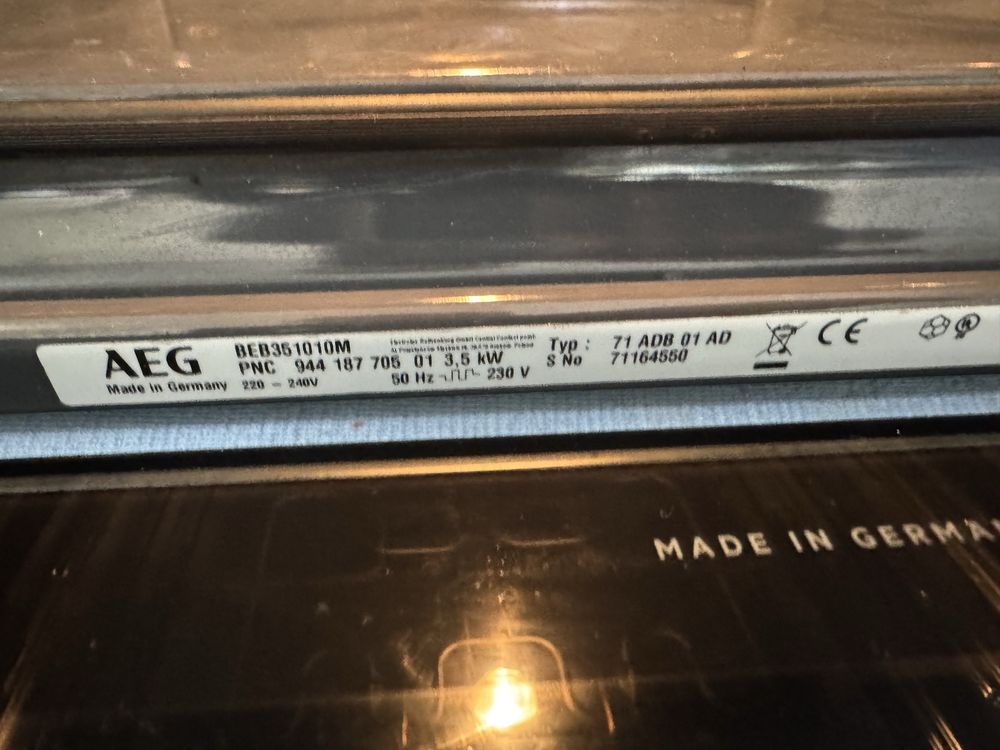 AEG
Made in Germany
BEB351010M
PNC 944 187 705 01 3,5 kW
220 - 240V
50 Hz 230 V
Typ : 71 ADB 01 AD
S No 71164550
CE
MADE IN GERMA